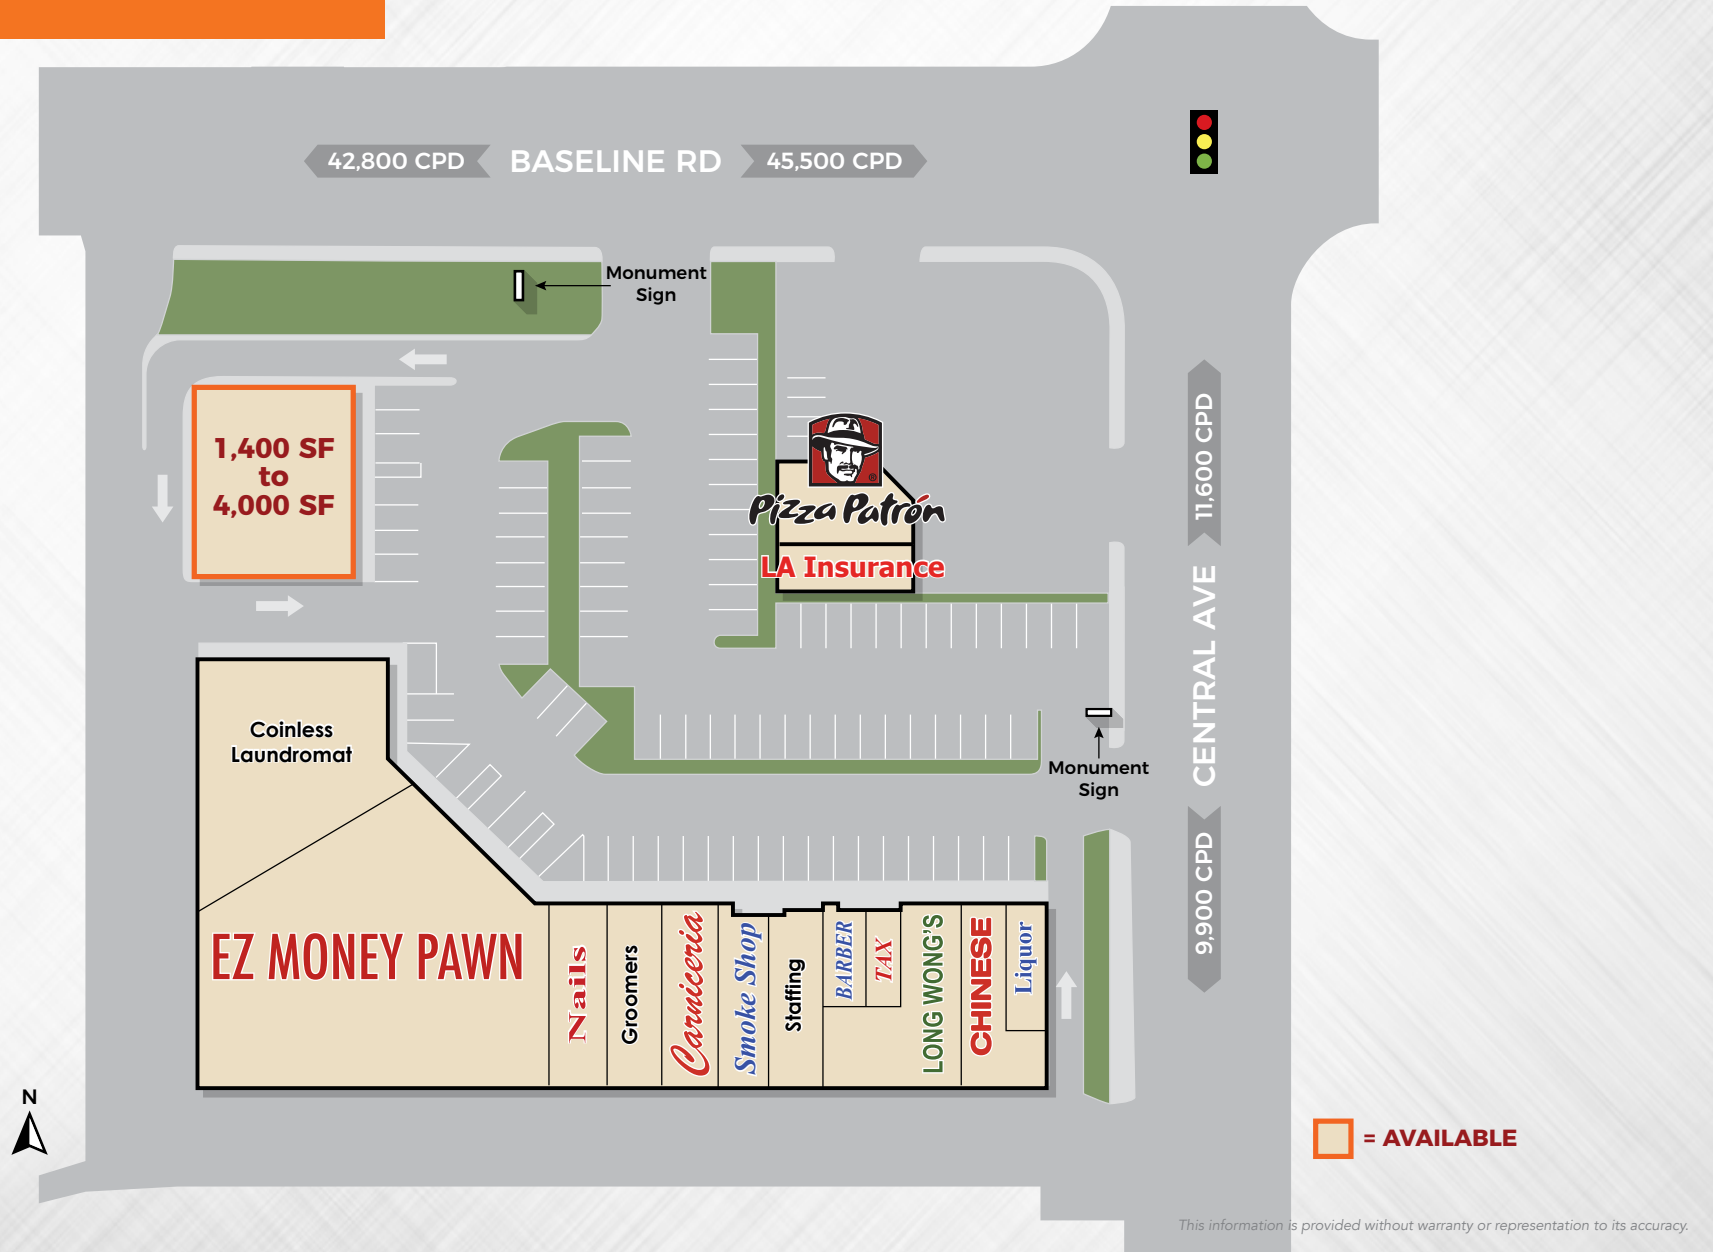 42,800 CPD
BASELINE RD
45,500 CPD
Monument
Sign
1,400 SF
to
4,000 SF
Pizza Patrón
®
LA Insurance
11,600 CPD
CENTRAL AVE
9,900 CPD
Monument
Sign
Coinless
Laundromat
EZ MONEY PAWN
Nails
Groomers
Carniceria
Smoke Shop
Staffing
BARBER
TAX
LONG WONG'S
CHINESE
Liquor
N
= AVAILABLE
This information is provided without warranty or representation to its accuracy.